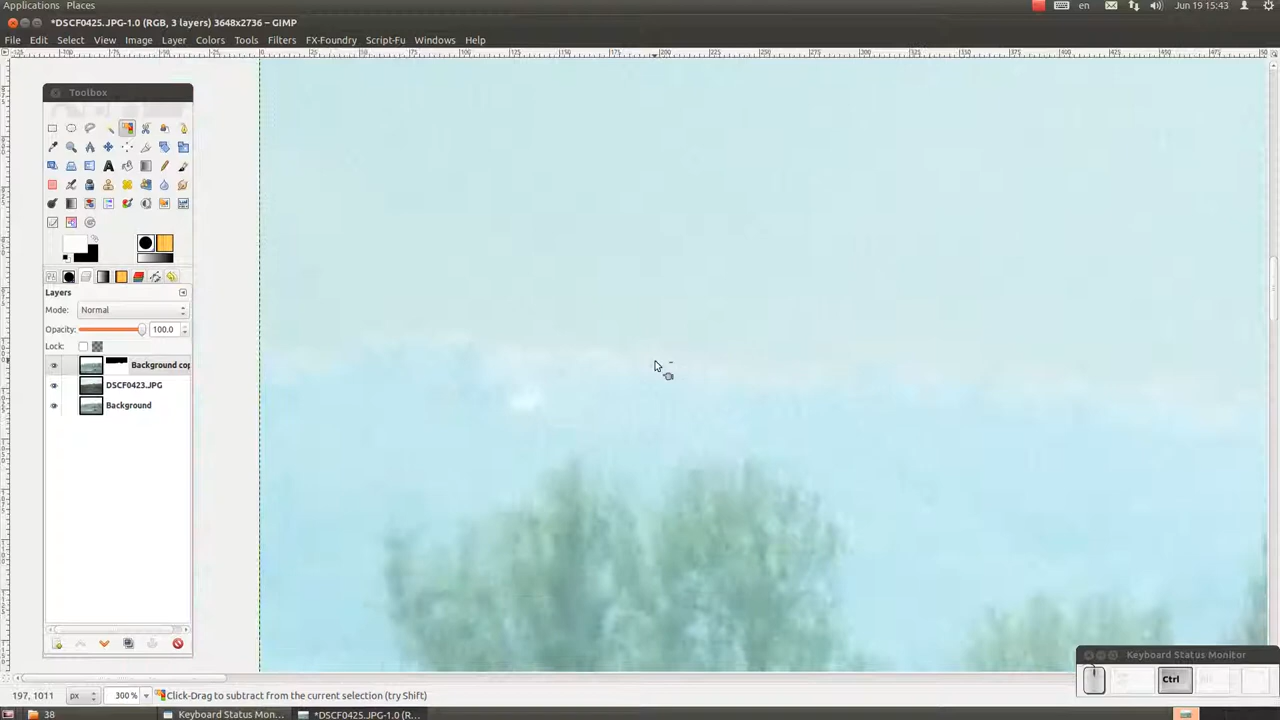 Applications Places
en
Jun 19 15:43
*DSCF0425.JPG-1.0 (RGB, 3 layers) 3648x2736 – GIMP
File Edit Select View Image Layer Colors Tools Filters FX-Foundry Script-Fu Windows Help
Toolbox
Layers
Mode: Normal
Opacity: 100.0
Lock:
Background cop
DSCF0423.JPG
Background
Keyboard Status Monitor
Ctrl
197, 1011 px 300 % Click-Drag to subtract from the current selection (try Shift)
38 Keyboard Status Mon... *DSCF0425.JPG-1.0 (R...